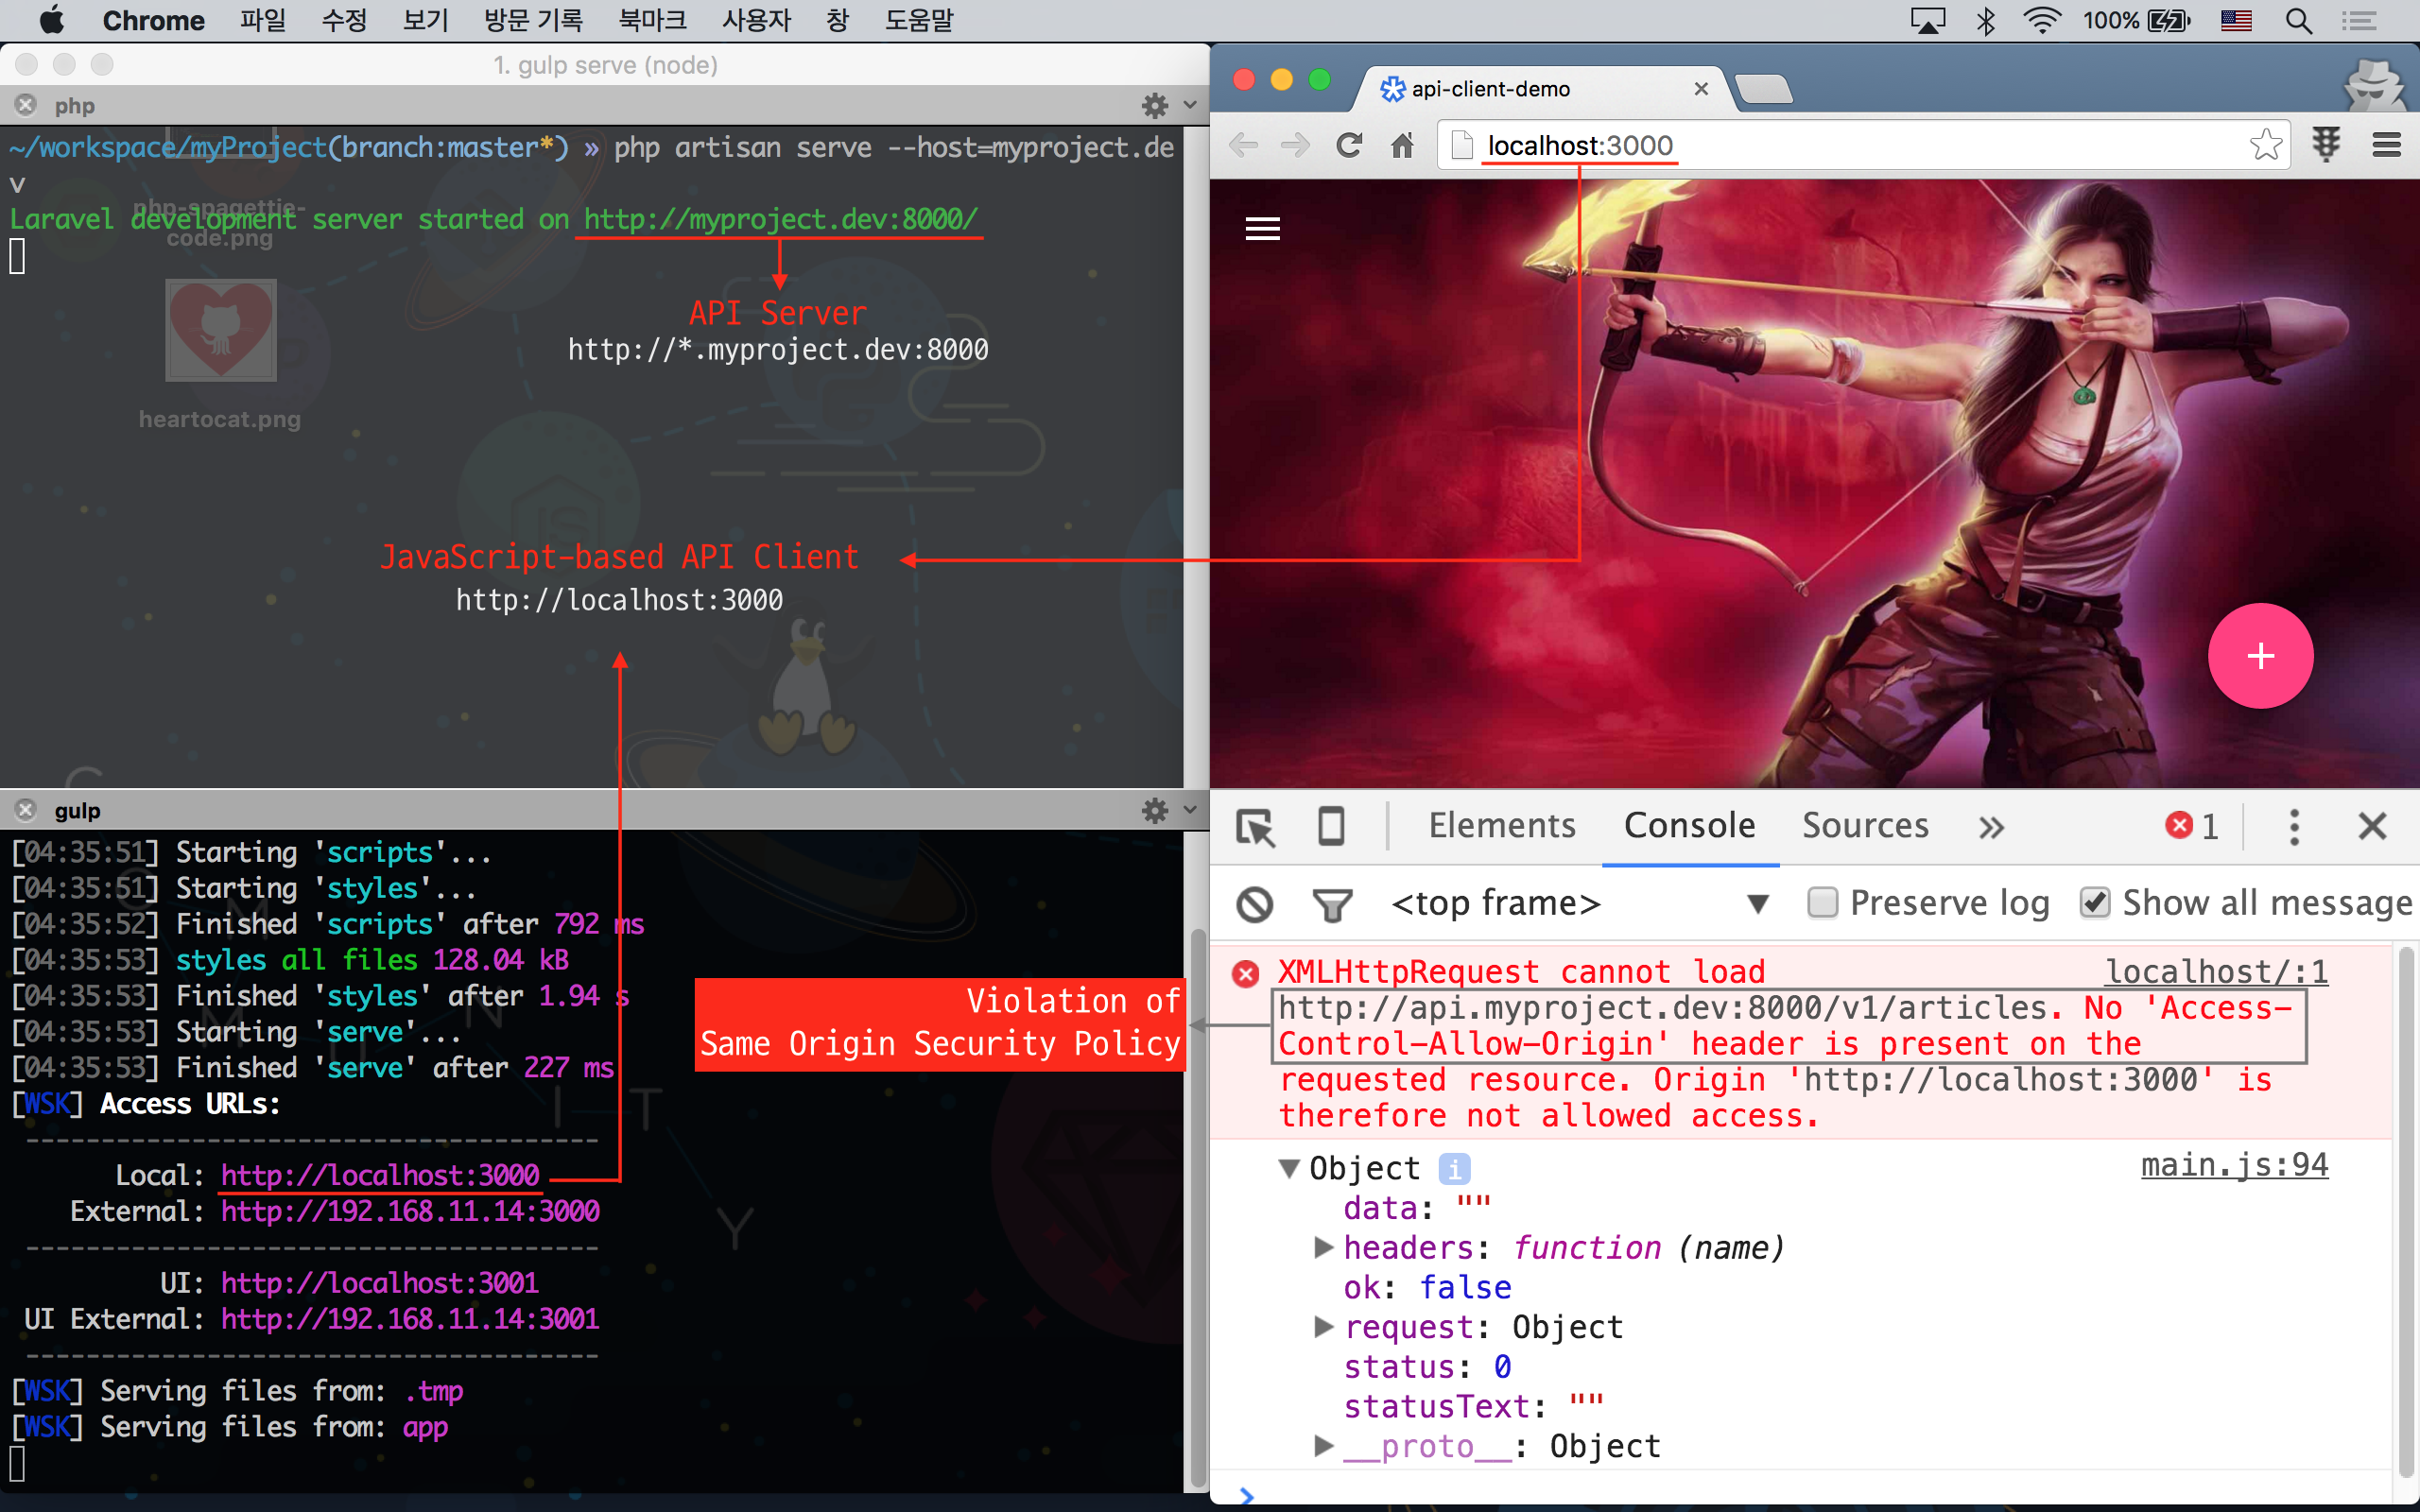 Chrome 파일 수정 보기 방문 기록 북마크 사용자 창 도움말 100%
1. gulp serve (node)
php
~/workspace/myProject(branch:master*) » php artisan serve --host=myproject.de
v
Laravel development server started on http://myproject.dev:8000/
php-spagettie-
code.png
API Server
http://*.myproject.dev:8000
heartocat.png
JS
JavaScript-based API Client
http://localhost:3000
gulp
[04:35:51] Starting 'scripts'...
[04:35:51] Starting 'styles'...
[04:35:52] Finished 'scripts' after 792 ms
[04:35:53] styles all files 128.04 kB
[04:35:53] Finished 'styles' after 1.94 s
[04:35:53] Starting 'serve'...
[04:35:53] Finished 'serve' after 227 ms
[WSK] Access URLs:
--------------------------------------
Local: http://localhost:3000
External: http://192.168.11.14:3000
--------------------------------------
UI: http://localhost:3001
UI External: http://192.168.11.14:3001
--------------------------------------
[WSK] Serving files from: .tmp
[WSK] Serving files from: app
Violation of
Same Origin Security Policy
api-client-demo
localhost:3000
Elements Console Sources » 1
<top frame> Preserve log Show all message
XMLHttpRequest cannot load localhost/:1
http://api.myproject.dev:8000/v1/articles. No 'Access-
Control-Allow-Origin' header is present on the
requested resource. Origin 'http://localhost:3000' is
therefore not allowed access.
Object i main.js:94
data: ""
headers: function (name)
ok: false
request: Object
status: 0
statusText: ""
__proto__: Object